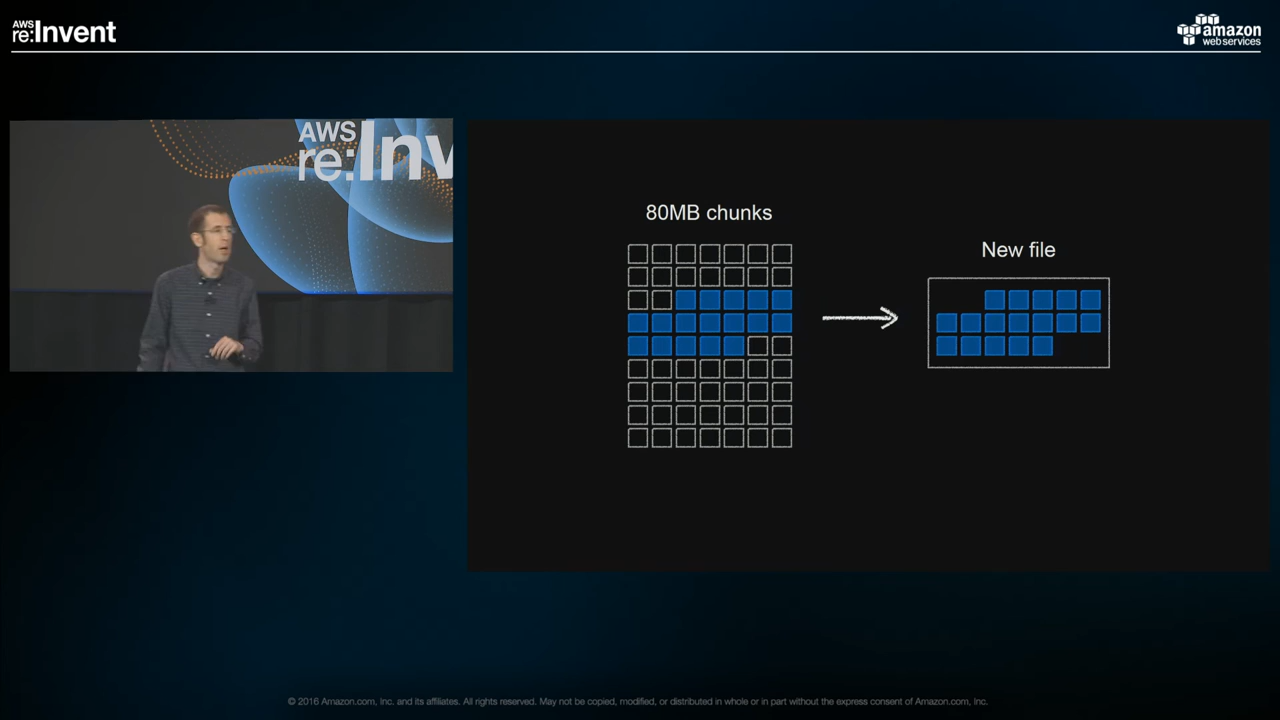 AWS
re:Invent
amazon
web services
AWS
re:Inv
80MB chunks
New file
© 2016 Amazon.com, Inc. and its affiliates. All rights reserved. May not be copied, modified, or distributed in whole or in part without the express consent of Amazon.com, Inc.